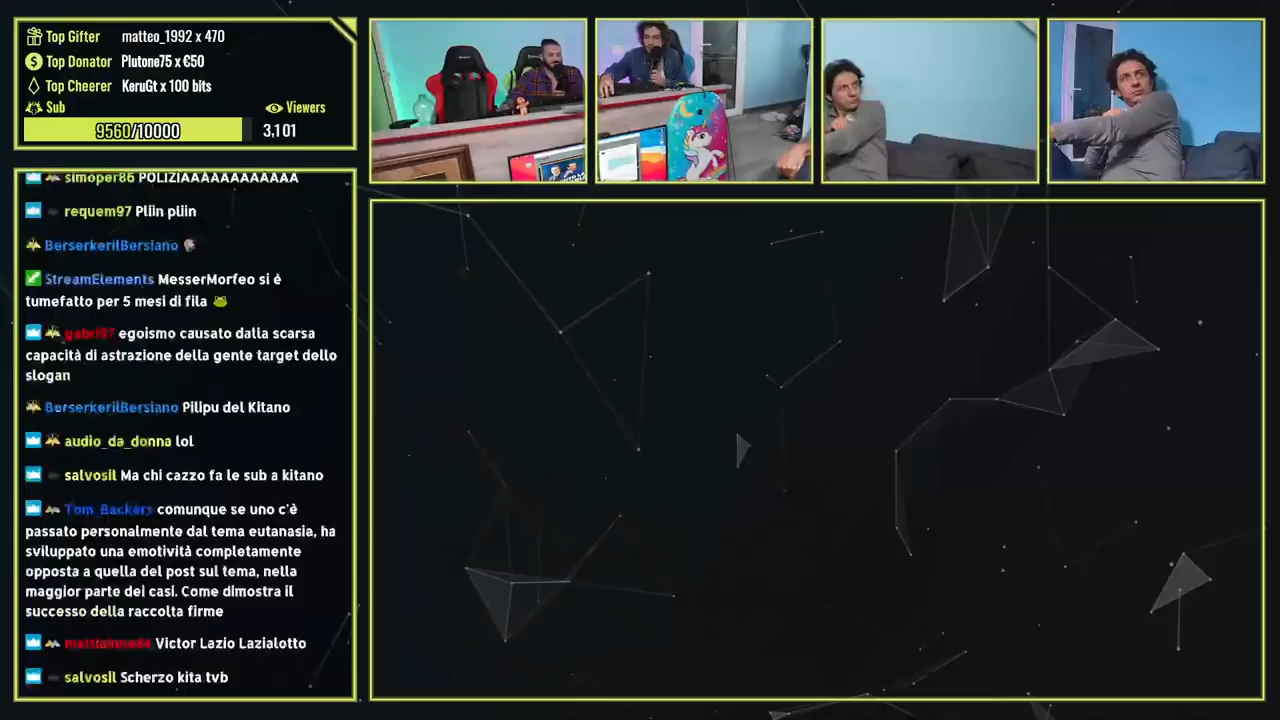 Top Gifter matteo_1992 x 470
Top Donator Plutone75 x €50
Top Cheerer KeruGt x 100 bits
Sub Viewers
9560/10000 3,101
simoper86 POLIZIAAAAAAAAAAAA
requem97 Pliin pliin
BerserkerIlBersiano
StreamElements MesserMorfeo si è
tumefatto per 5 mesi di fila
gabri97 egoismo causato dalla scarsa
capacità di astrazione della gente target dello
slogan
BerserkerIlBersiano Pilipu del Kitano
audio_da_donna lol
salvosil Ma chi cazzo fa le sub a kitano
Tom_Backers comunque se uno c'è
passato personalmente dal tema eutanasia, ha
sviluppato una emotività completamente
opposta a quella del post sul tema, nella
maggior parte dei casi. Come dimostra il
successo della raccolta firme
Victor Lazio Lazialotto
salvosil Scherzo kita tvb